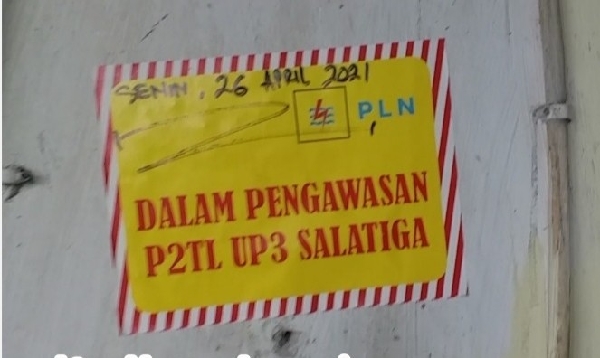 SENIN, 26 APRIL 2021
PLN
DALAM PENGAWASAN
P2TL UP3 SALATIGA